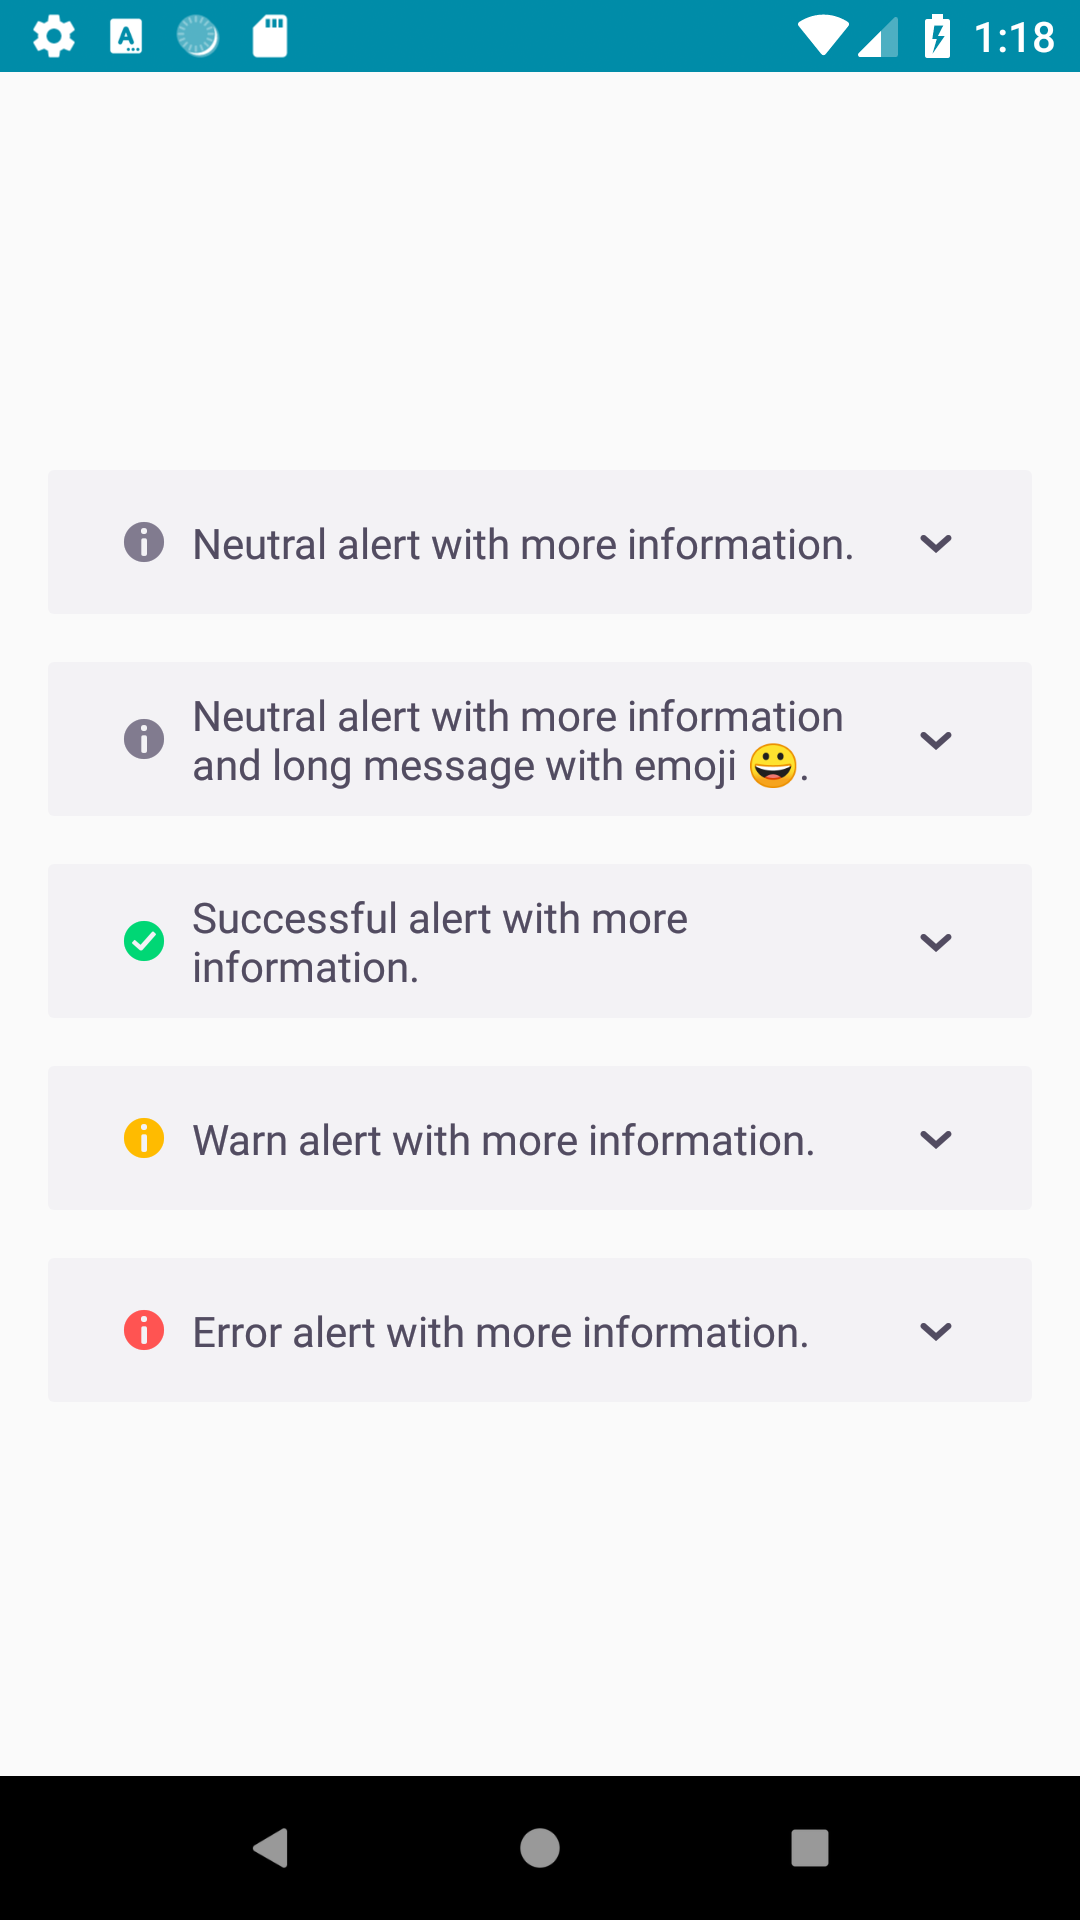 1:18
Neutral alert with more information.
Neutral alert with more information
and long message with emoji 😀.
Successful alert with more
information.
Warn alert with more information.
Error alert with more information.